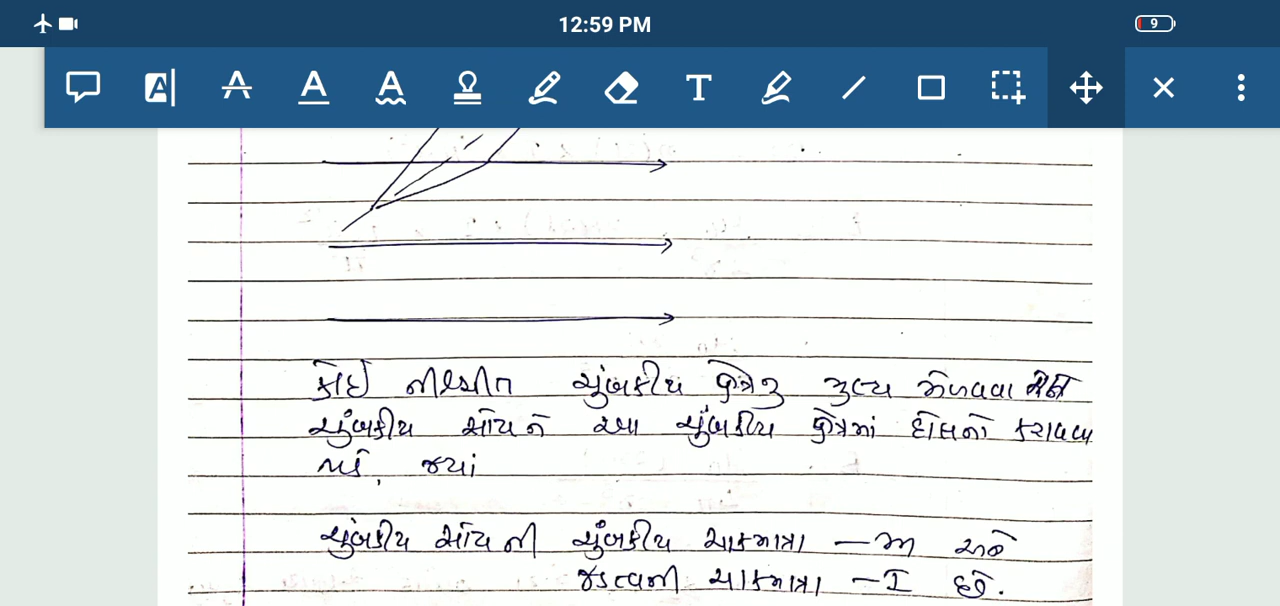 12:59 PM
9
કોઈ નીશ્ચીત ચુંબકીય ક્ષેત્રનુ મુલ્ય મેળવવા
ચુંબકીય સોયને આ ચુંબકીય ક્ષેત્રમાં દોલનો કરાવવા
પડે, જ્યાં
ચુંબકીય સોય ની ચુંબકીય ચાકમાત્રા – m અને
જડત્વની ચાકમાત્રા – I છે.